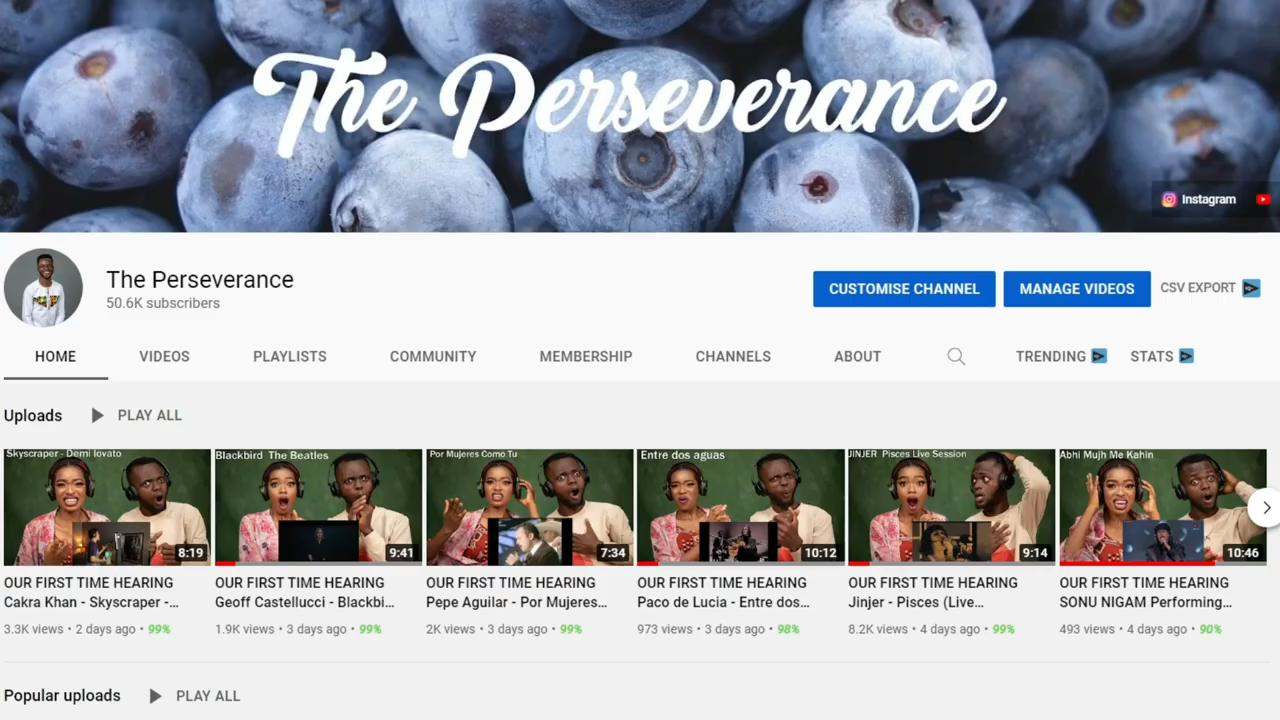 The Perseverance
Instagram
The Perseverance
50.6K subscribers
CUSTOMISE CHANNEL
MANAGE VIDEOS
CSV EXPORT
HOME
VIDEOS
PLAYLISTS
COMMUNITY
MEMBERSHIP
CHANNELS
ABOUT
TRENDING
STATS
Uploads
PLAY ALL
Skyscraper - Demi lovato
8:19
OUR FIRST TIME HEARING
Cakra Khan - Skyscraper -...
3.3K views • 2 days ago • 99%
Blackbird The Beatles
9:41
OUR FIRST TIME HEARING
Geoff Castellucci - Blackbi...
1.9K views • 3 days ago • 99%
Por Mujeres Como Tu
7:34
OUR FIRST TIME HEARING
Pepe Aguilar - Por Mujeres...
2K views • 3 days ago • 99%
Entre dos aguas
10:12
OUR FIRST TIME HEARING
Paco de Lucia - Entre dos...
973 views • 3 days ago • 98%
JINJER Pisces Live Session
9:14
OUR FIRST TIME HEARING
Jinjer - Pisces (Live...
8.2K views • 4 days ago • 99%
Abhi Mujh Me Kahin
10:46
OUR FIRST TIME HEARING
SONU NIGAM Performing...
493 views • 4 days ago • 90%
Popular uploads
PLAY ALL